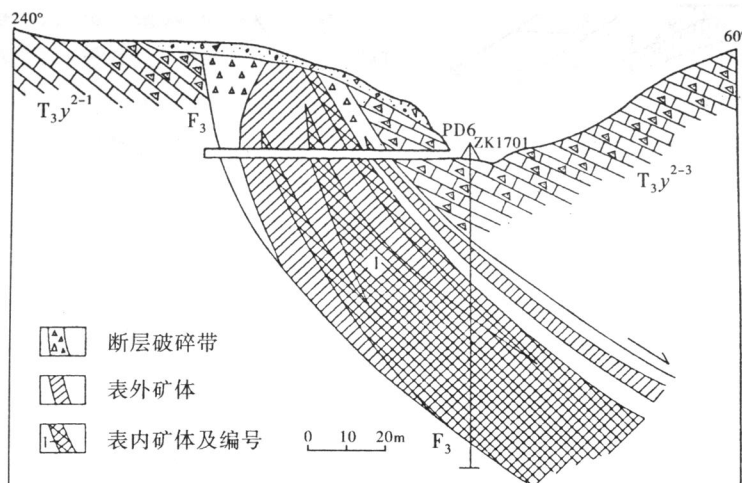 240°
60°
T₃y²⁻¹
F₃
PD6
ZK1701
T₃y²⁻³
1
断层破碎带
表外矿体
1
表内矿体及编号
0 10 20m
F₃